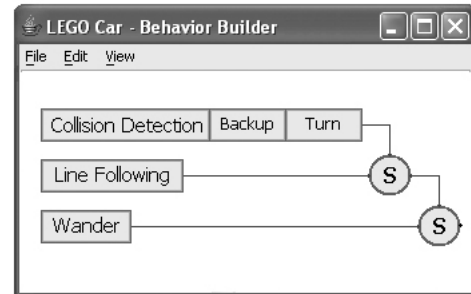 LEGO Car - Behavior Builder
File Edit View
Collision Detection Backup Turn
Line Following S
Wander S